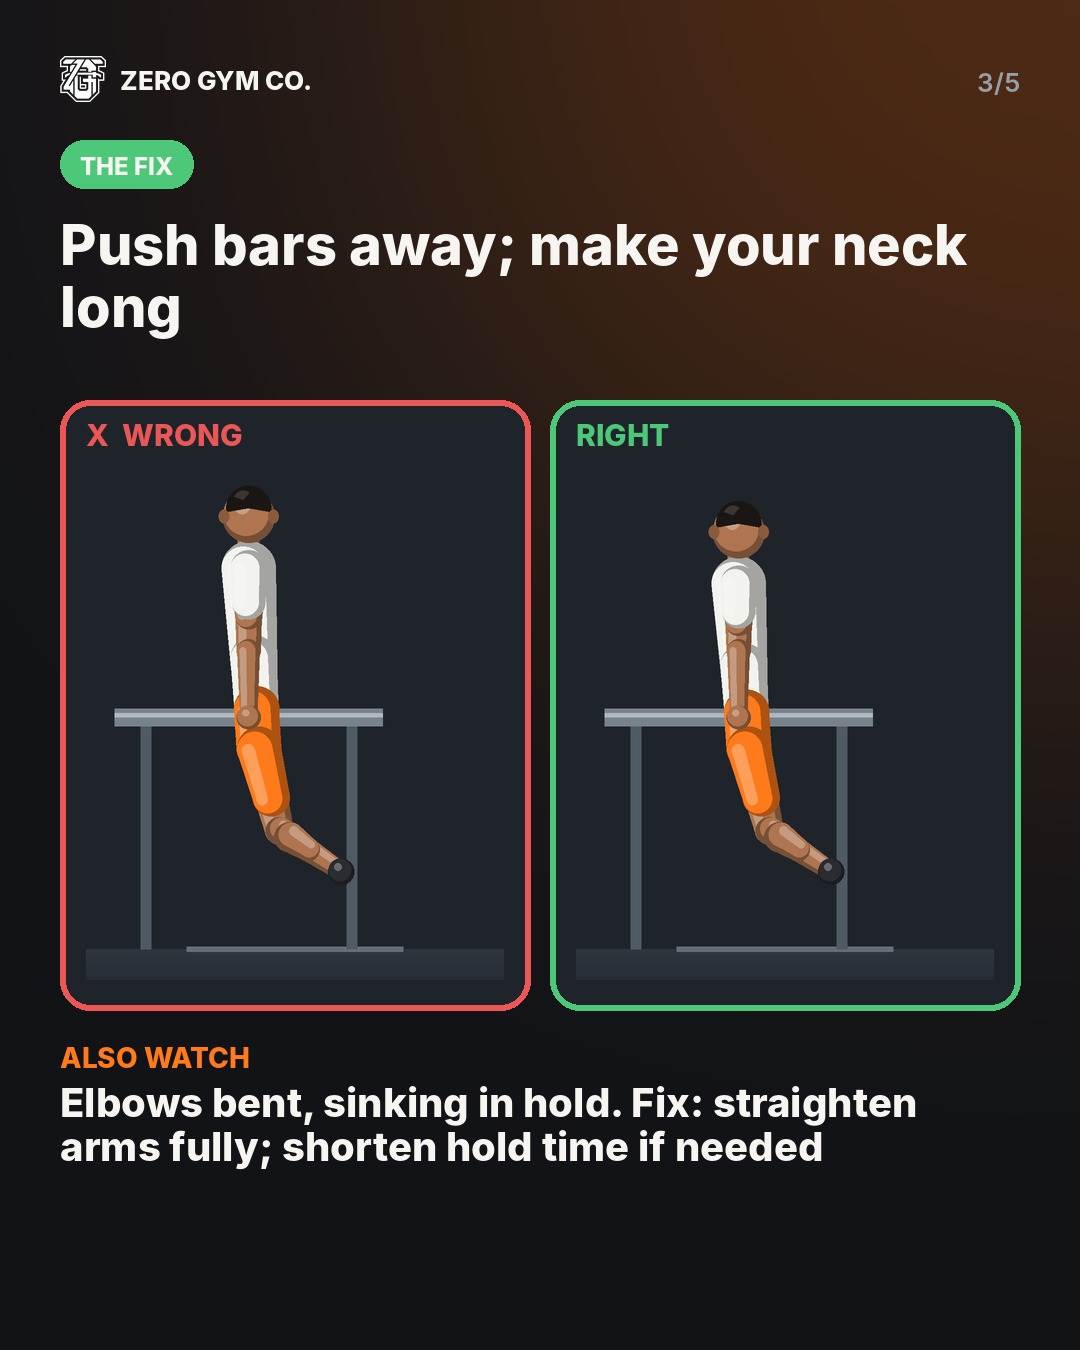 ZERO GYM CO.
3/5
THE FIX
Push bars away; make your neck
long
X WRONG
RIGHT
ALSO WATCH
Elbows bent, sinking in hold. Fix: straighten
arms fully; shorten hold time if needed